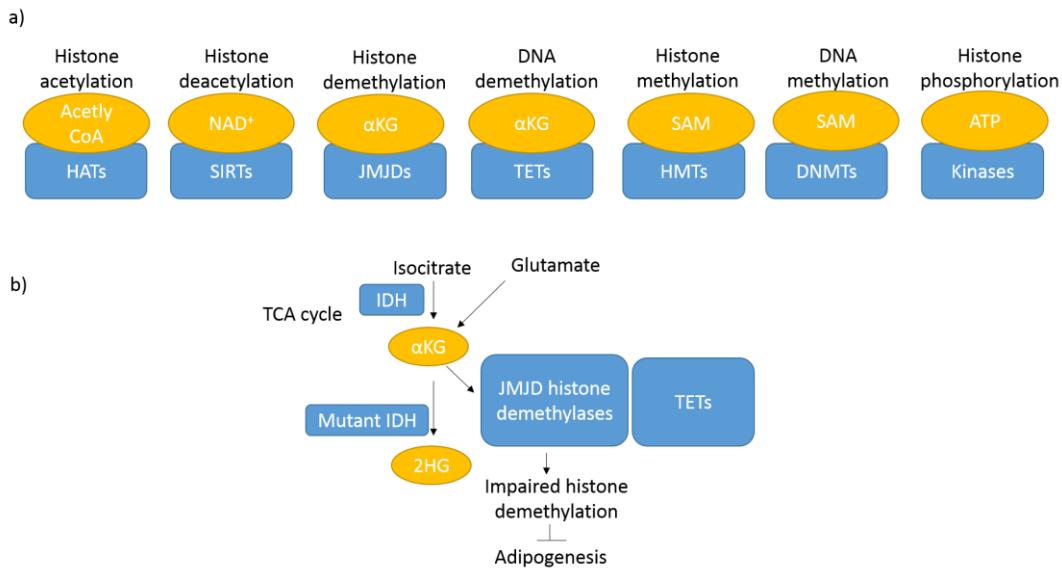 a)
Histone
acetylation
Acetly
CoA
HATs
Histone
deacetylation
NAD⁺
SIRTs
Histone
demethylation
αKG
JMJDs
DNA
demethylation
αKG
TETs
Histone
methylation
SAM
HMTs
DNA
methylation
SAM
DNMTs
Histone
phosphorylation
ATP
Kinases
b)
Isocitrate
Glutamate
IDH
TCA cycle
αKG
JMJD histone
demethylases
TETs
Mutant IDH
2HG
Impaired histone
demethylation
Adipogenesis